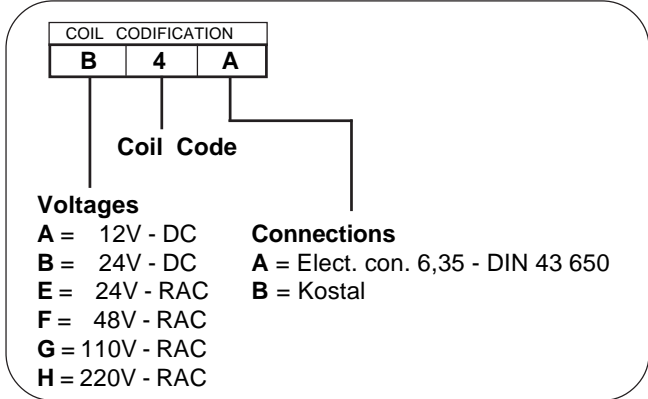 COIL CODIFICATION
B 4 A
Coil Code
Voltages
A = 12V - DC
B = 24V - DC
E = 24V - RAC
F = 48V - RAC
G = 110V - RAC
H = 220V - RAC
Connections
A = Elect. con. 6,35 - DIN 43 650
B = Kostal